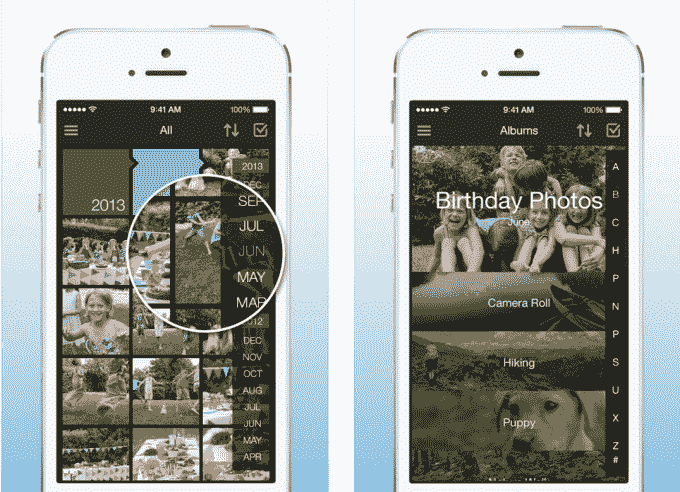 9:41 AM 100%
All
2013
2013
DEC
SEP
JUL
JUN
MAY
MAR
2012
DEC
NOV
OCT
AUG
JUL
JUN
MAY
APR
9:41 AM 100%
Albums
Birthday Photos
June
Camera Roll
Hiking
Puppy
A
B
C
H
P
N
P
S
U
X
Z
#